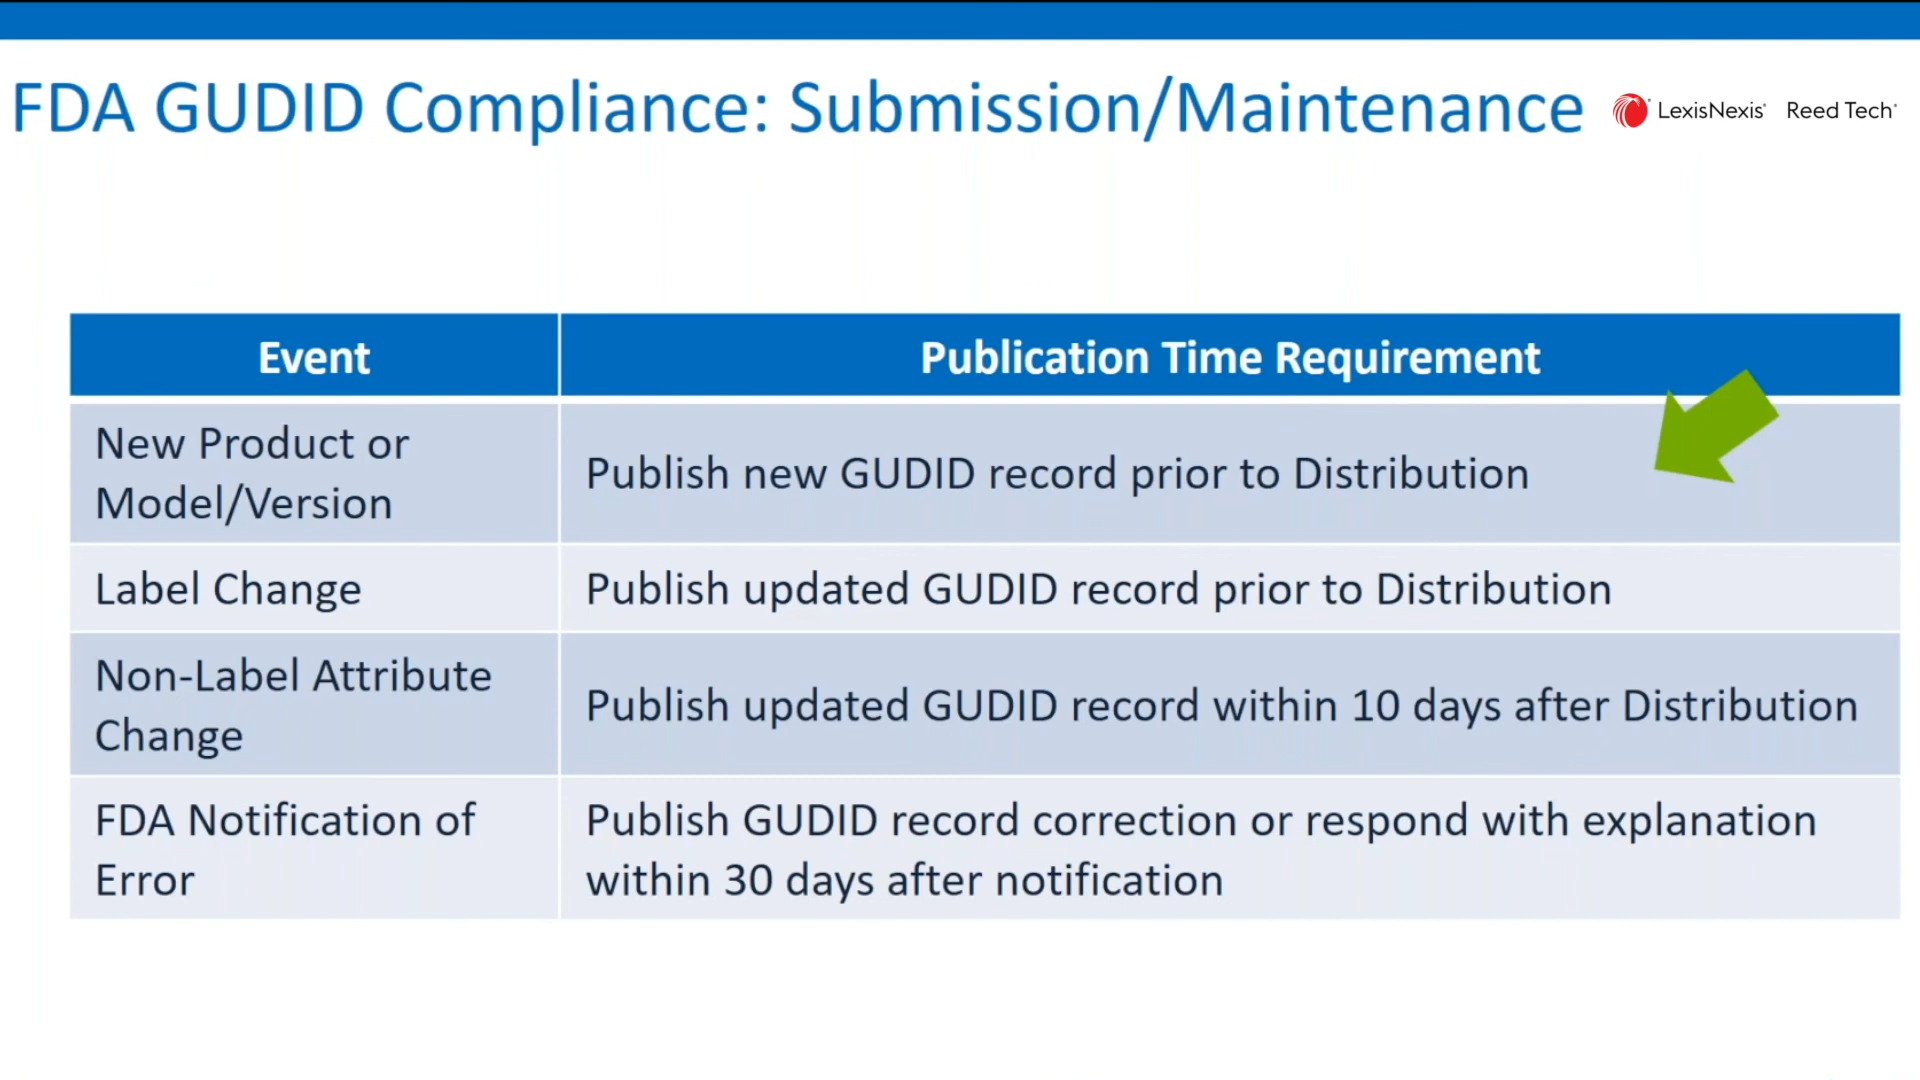 FDA GUDID Compliance: Submission/Maintenance
LexisNexis® Reed Tech®
Event
Publication Time Requirement
New Product or
Model/Version
Publish new GUDID record prior to Distribution
Label Change
Publish updated GUDID record prior to Distribution
Non-Label Attribute
Change
Publish updated GUDID record within 10 days after Distribution
FDA Notification of
Error
Publish GUDID record correction or respond with explanation
within 30 days after notification